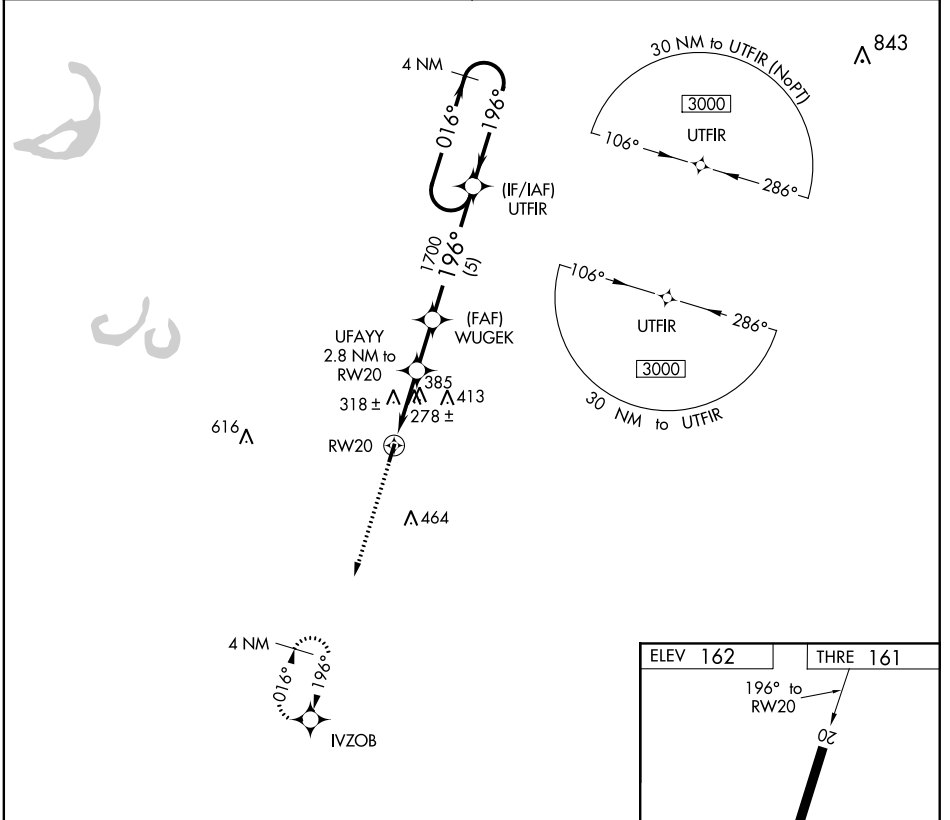 843
30 NM to UTFIR (NoPT)
3000
UTFIR
106°
286°
4 NM
016°
196°
(IF/IAF)
UTFIR
1700
196°
(5)
106°
286°
UTFIR
3000
30 NM to UTFIR
(FAF)
WUGEK
UFAYY
2.8 NM to
RW20
385
318 ±
413
278 ±
616
RW20
464
4 NM
016°
196°
IVZOB
ELEV 162
THRE 161
196° to
RW20
20